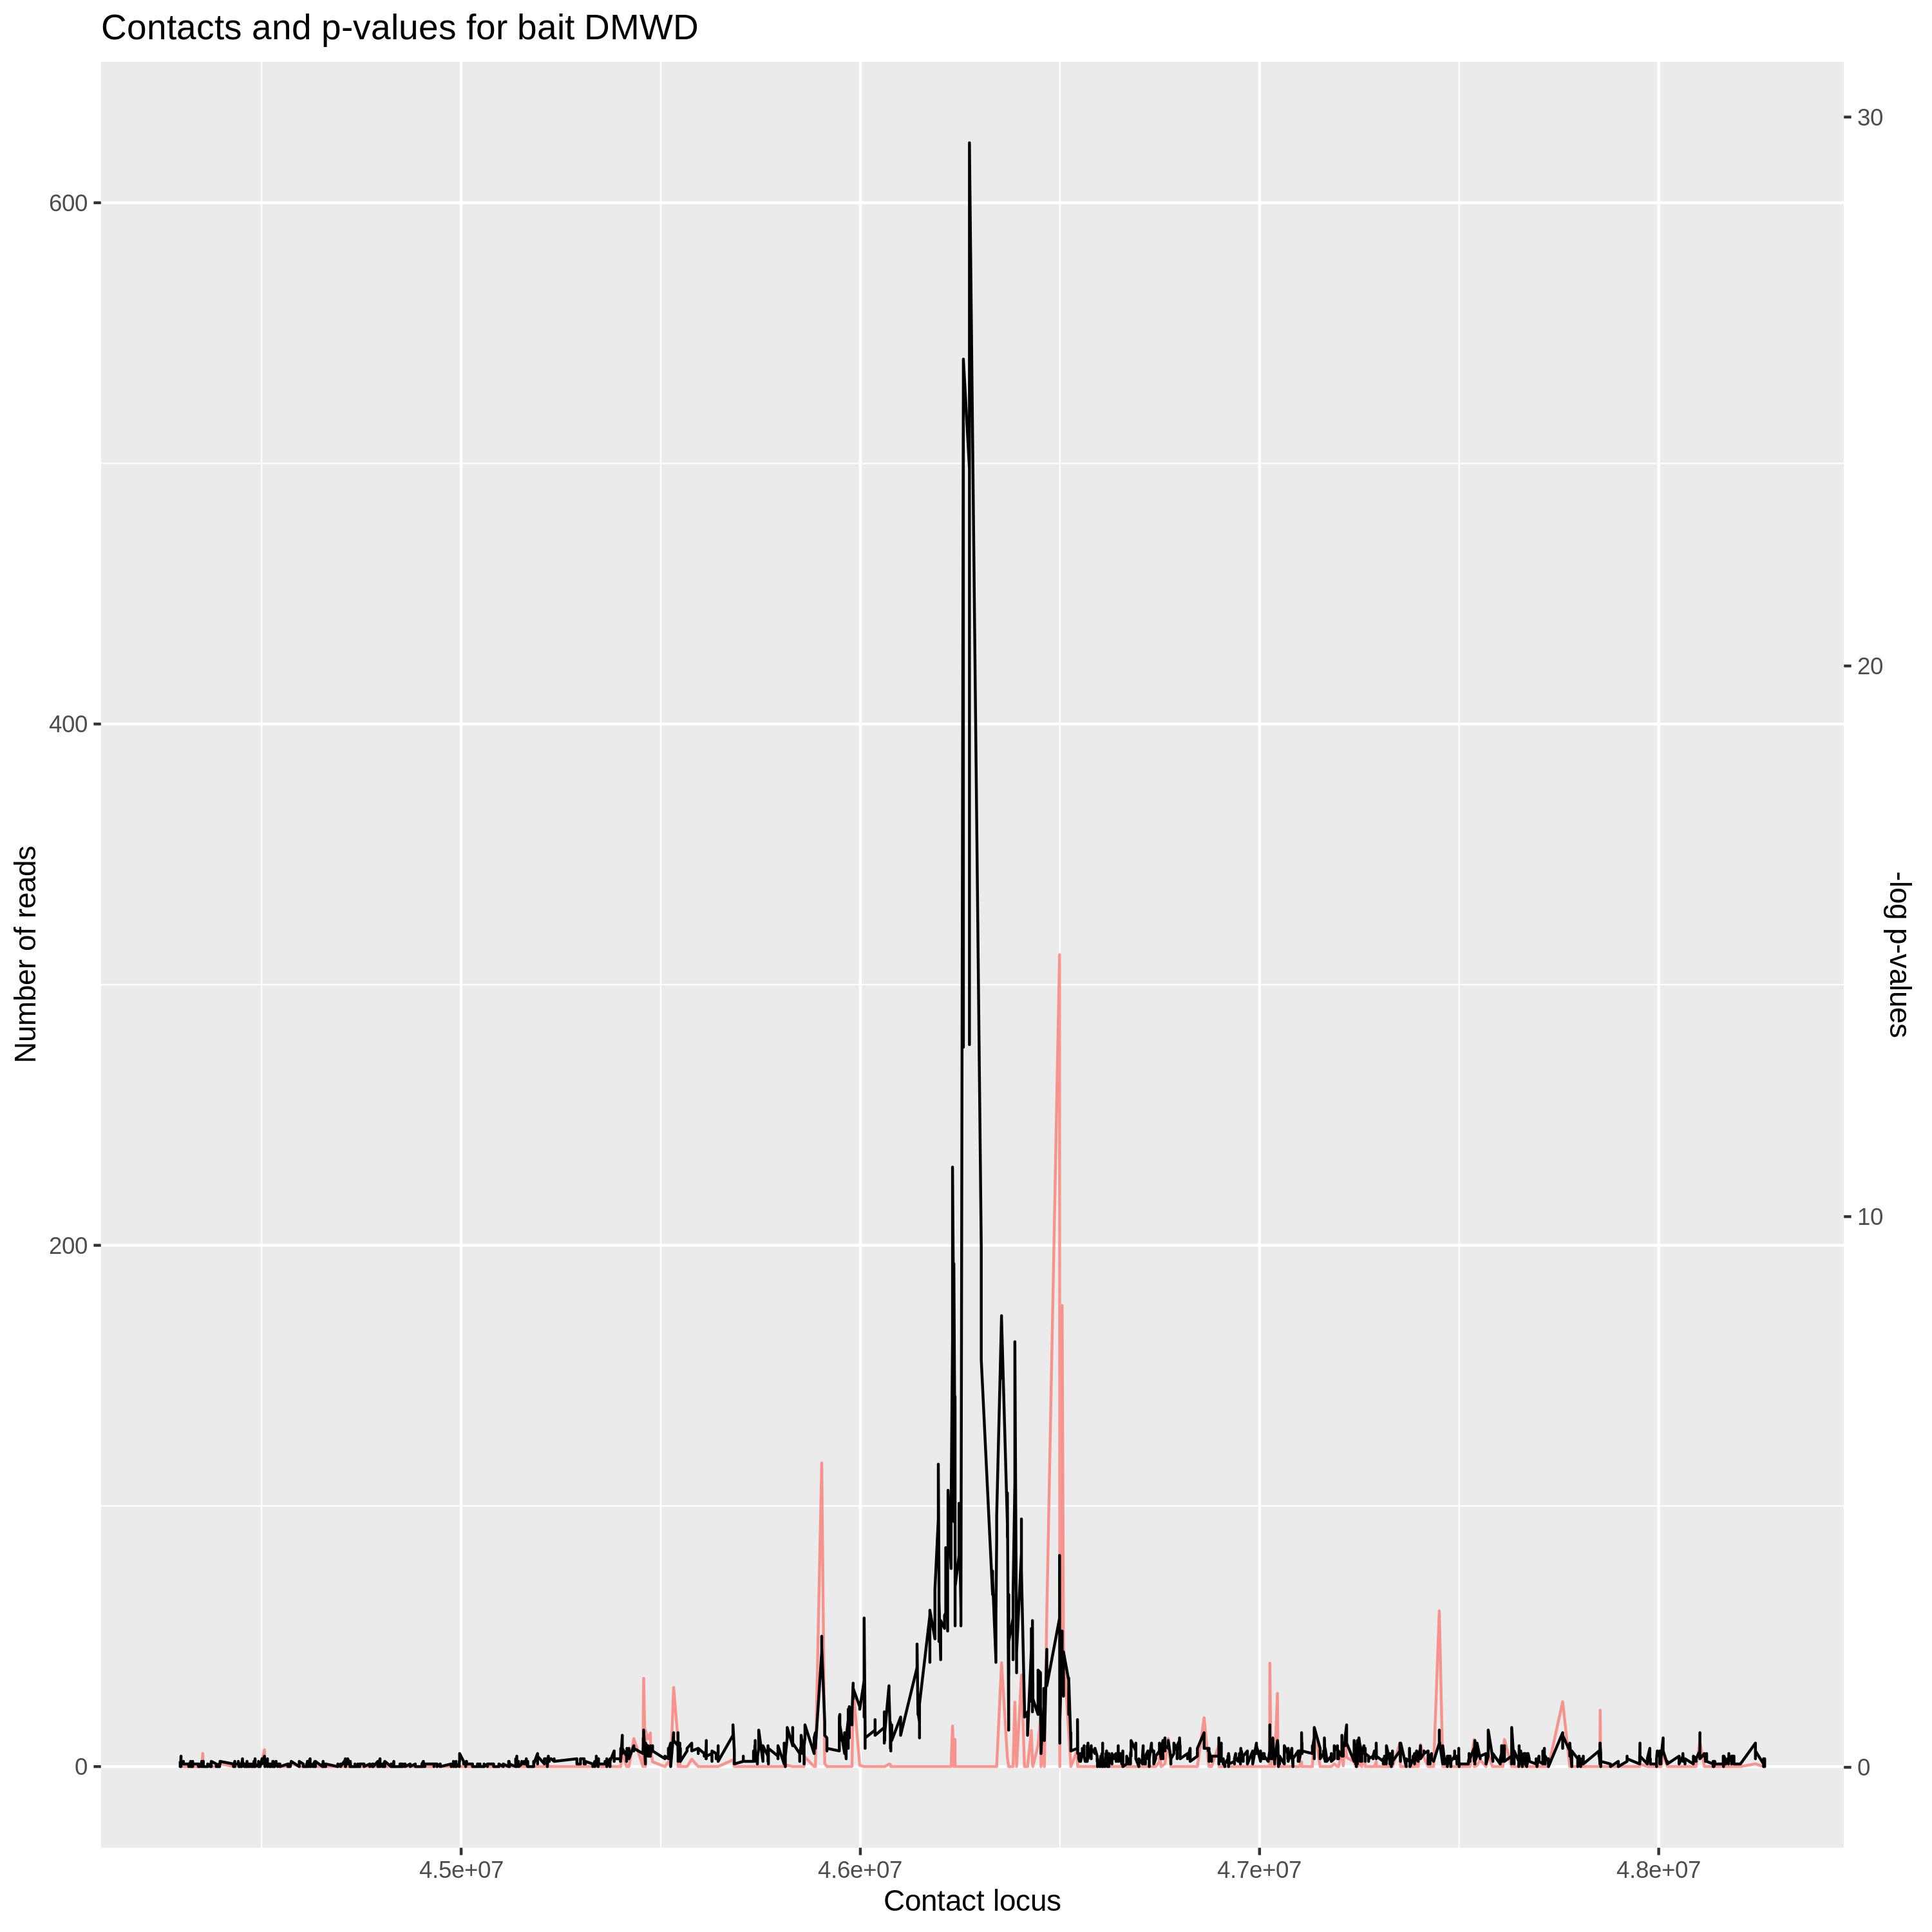 Contacts and p-values for bait DMWD
30
600
20
400
Number of reads
-log p-values
10
200
0
0
4.5e+07
4.6e+07
4.7e+07
4.8e+07
Contact locus